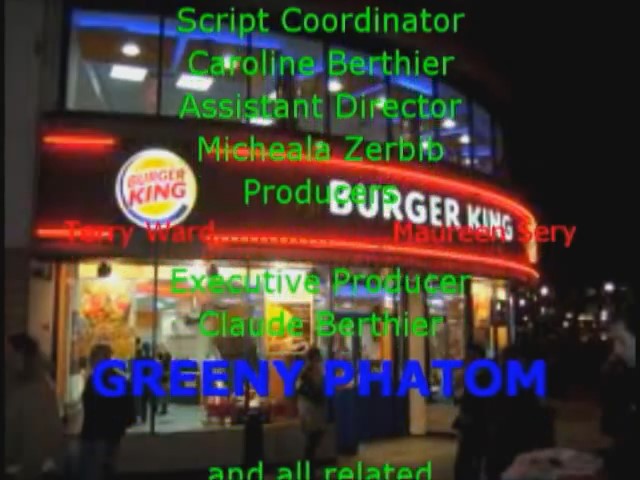 Script Coordinator
Caroline Berthier
Assistant Director
Micheala Zerbib
Producers
BURGER KING
BURGER KING
Terry Ward....................Maureen Sery
Executive Producer
Claude Berthier
GREENY PHATOM
and all related